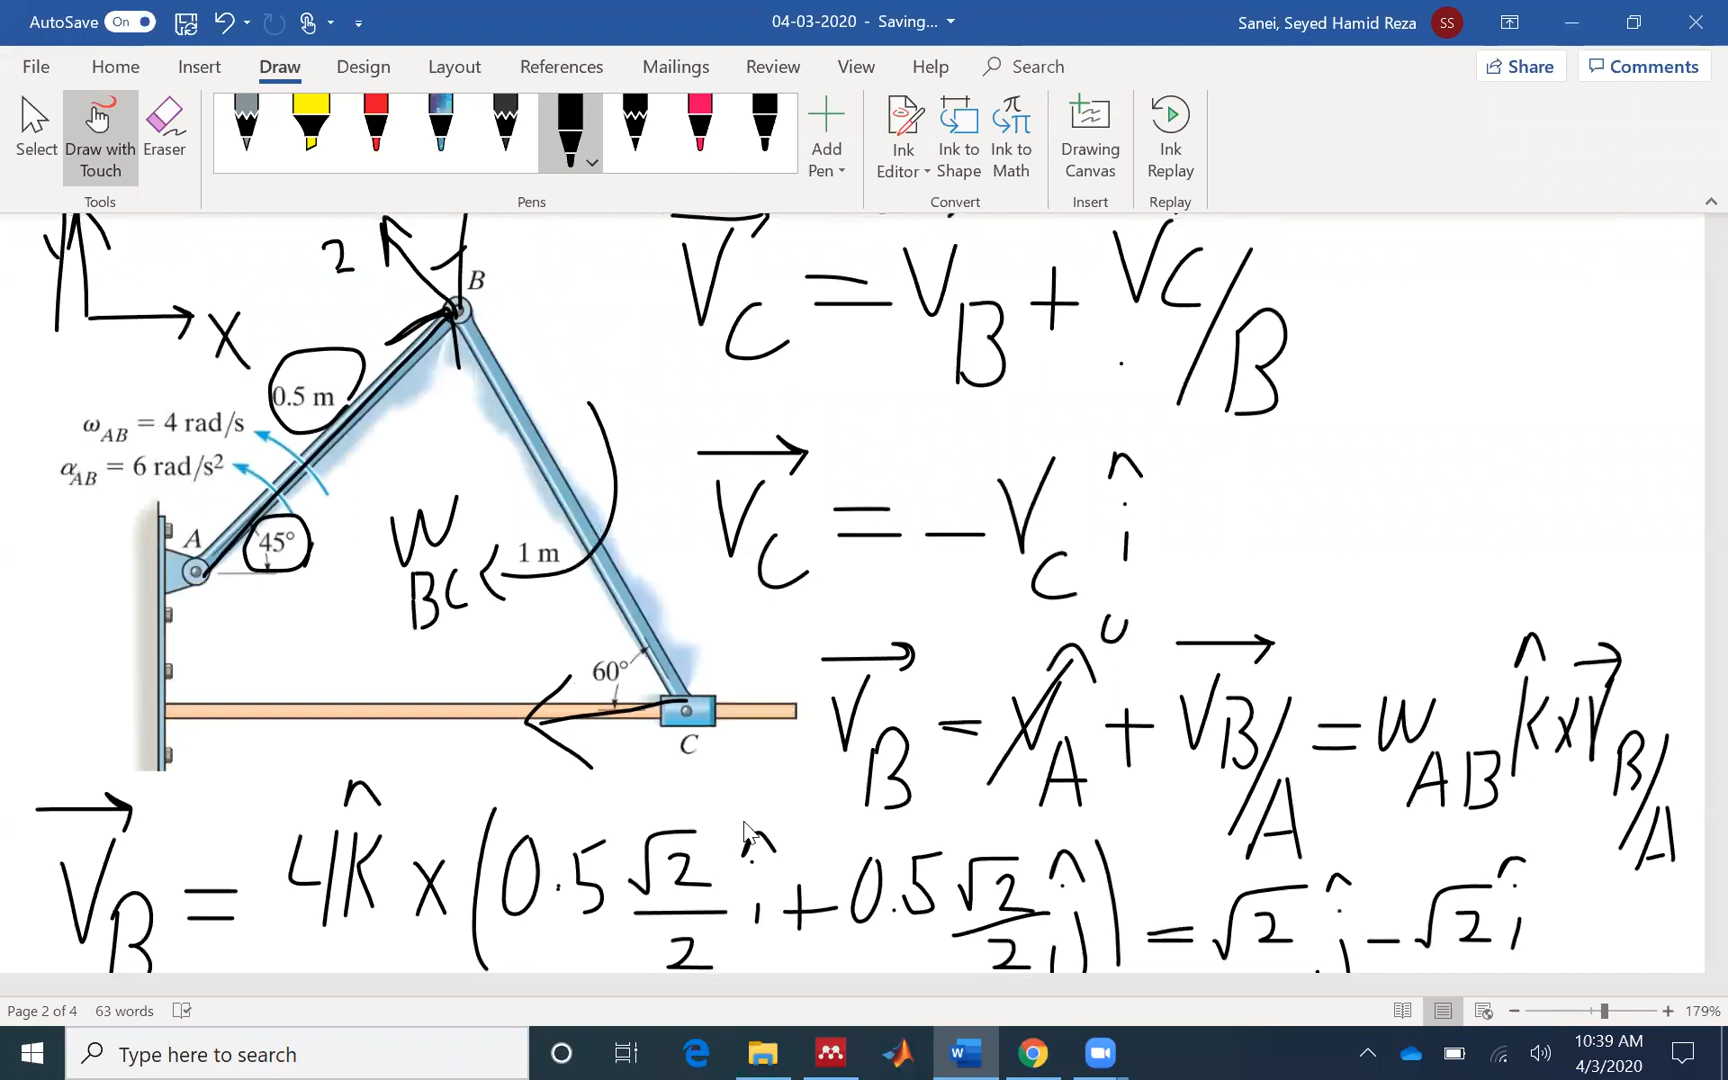 AutoSave On 04-03-2020 - Saving... Sanei, Seyed Hamid Reza SS
File Home Insert Draw Design Layout References Mailings Review View Help Search Share Comments
Select Draw with Touch Eraser Add Pen Ink Editor Ink to Shape Ink to Math Drawing Canvas Ink Replay
Tools Pens Convert Insert Replay
y x
2 B
V_C = V_B + V_C/B
0.5 m
ω_AB = 4 rad/s
α_AB = 6 rad/s²
A 45°
W_BC 1 m
V_C = -V_C i
60°
C
V_B = V_A 0 + V_B/A = W_AB k x r_B/A
V_B = 4k x (0.5 √2/2 i + 0.5 √2/2 j) = √2 j - √2 i
Page 2 of 4 63 words 179%
Type here to search 10:39 AM
4/3/2020